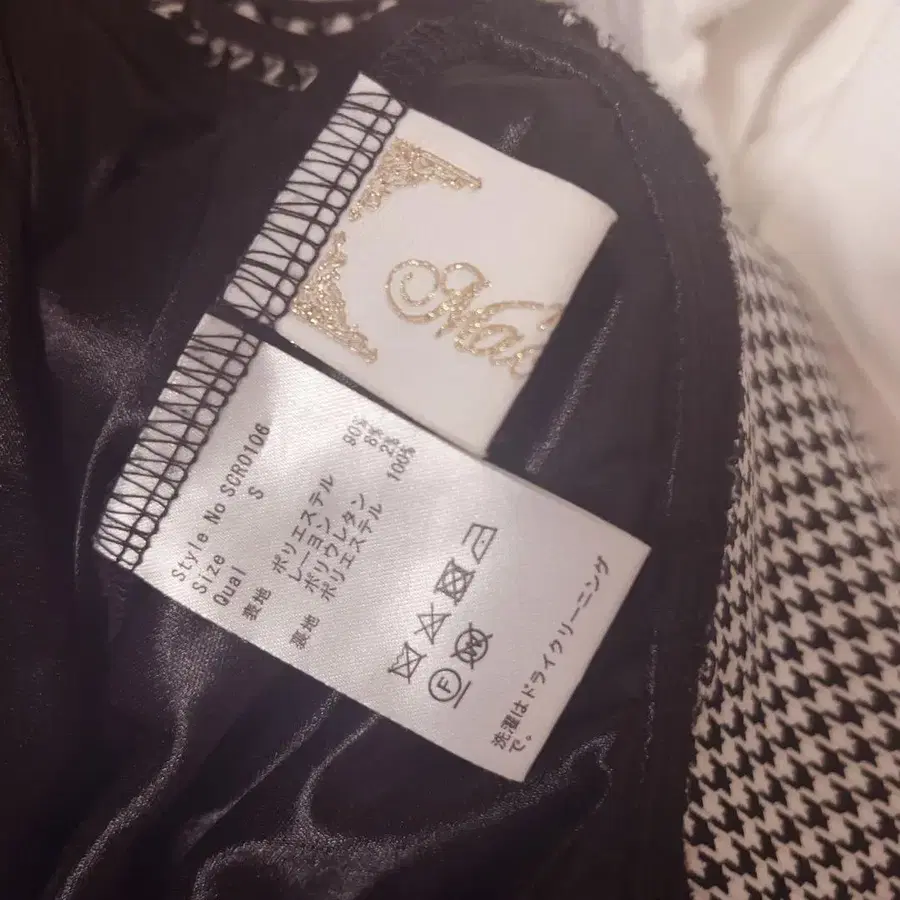 Style No SCR0106
Size S
Qual
表地 ポリエステル 90%
レーヨン 8%
ポリウレタン 2%
裏地 ポリエステル 100%
F
W
洗濯はドライクリーニング
で。